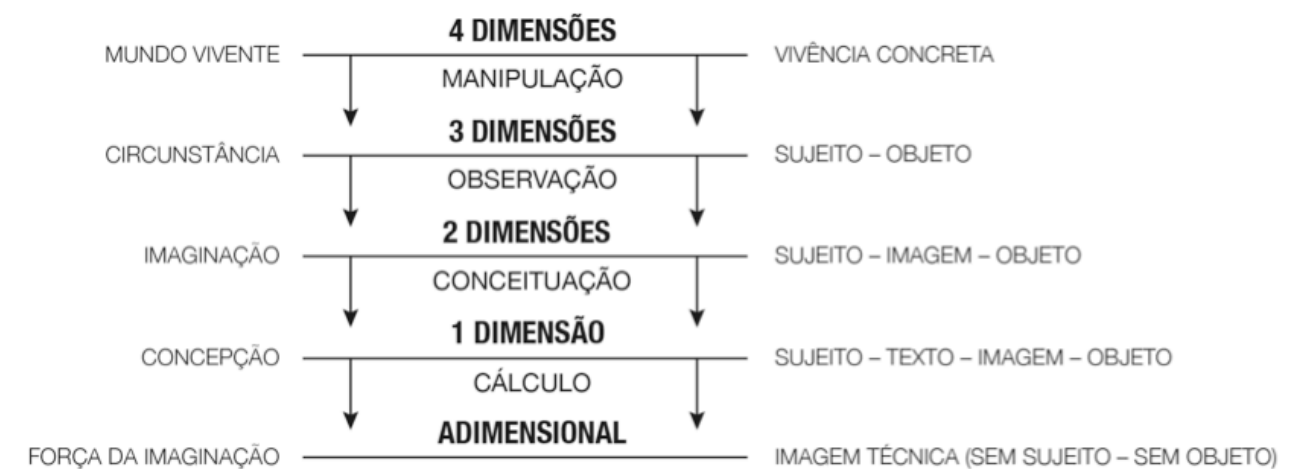 4 DIMENSÕES
MUNDO VIVENTE
VIVÊNCIA CONCRETA
MANIPULAÇÃO
3 DIMENSÕES
CIRCUNSTÂNCIA
SUJEITO – OBJETO
OBSERVAÇÃO
2 DIMENSÕES
IMAGINAÇÃO
SUJEITO – IMAGEM – OBJETO
CONCEITUAÇÃO
1 DIMENSÃO
CONCEPÇÃO
SUJEITO – TEXTO – IMAGEM – OBJETO
CÁLCULO
ADIMENSIONAL
FORÇA DA IMAGINAÇÃO
IMAGEM TÉCNICA (SEM SUJEITO – SEM OBJETO)